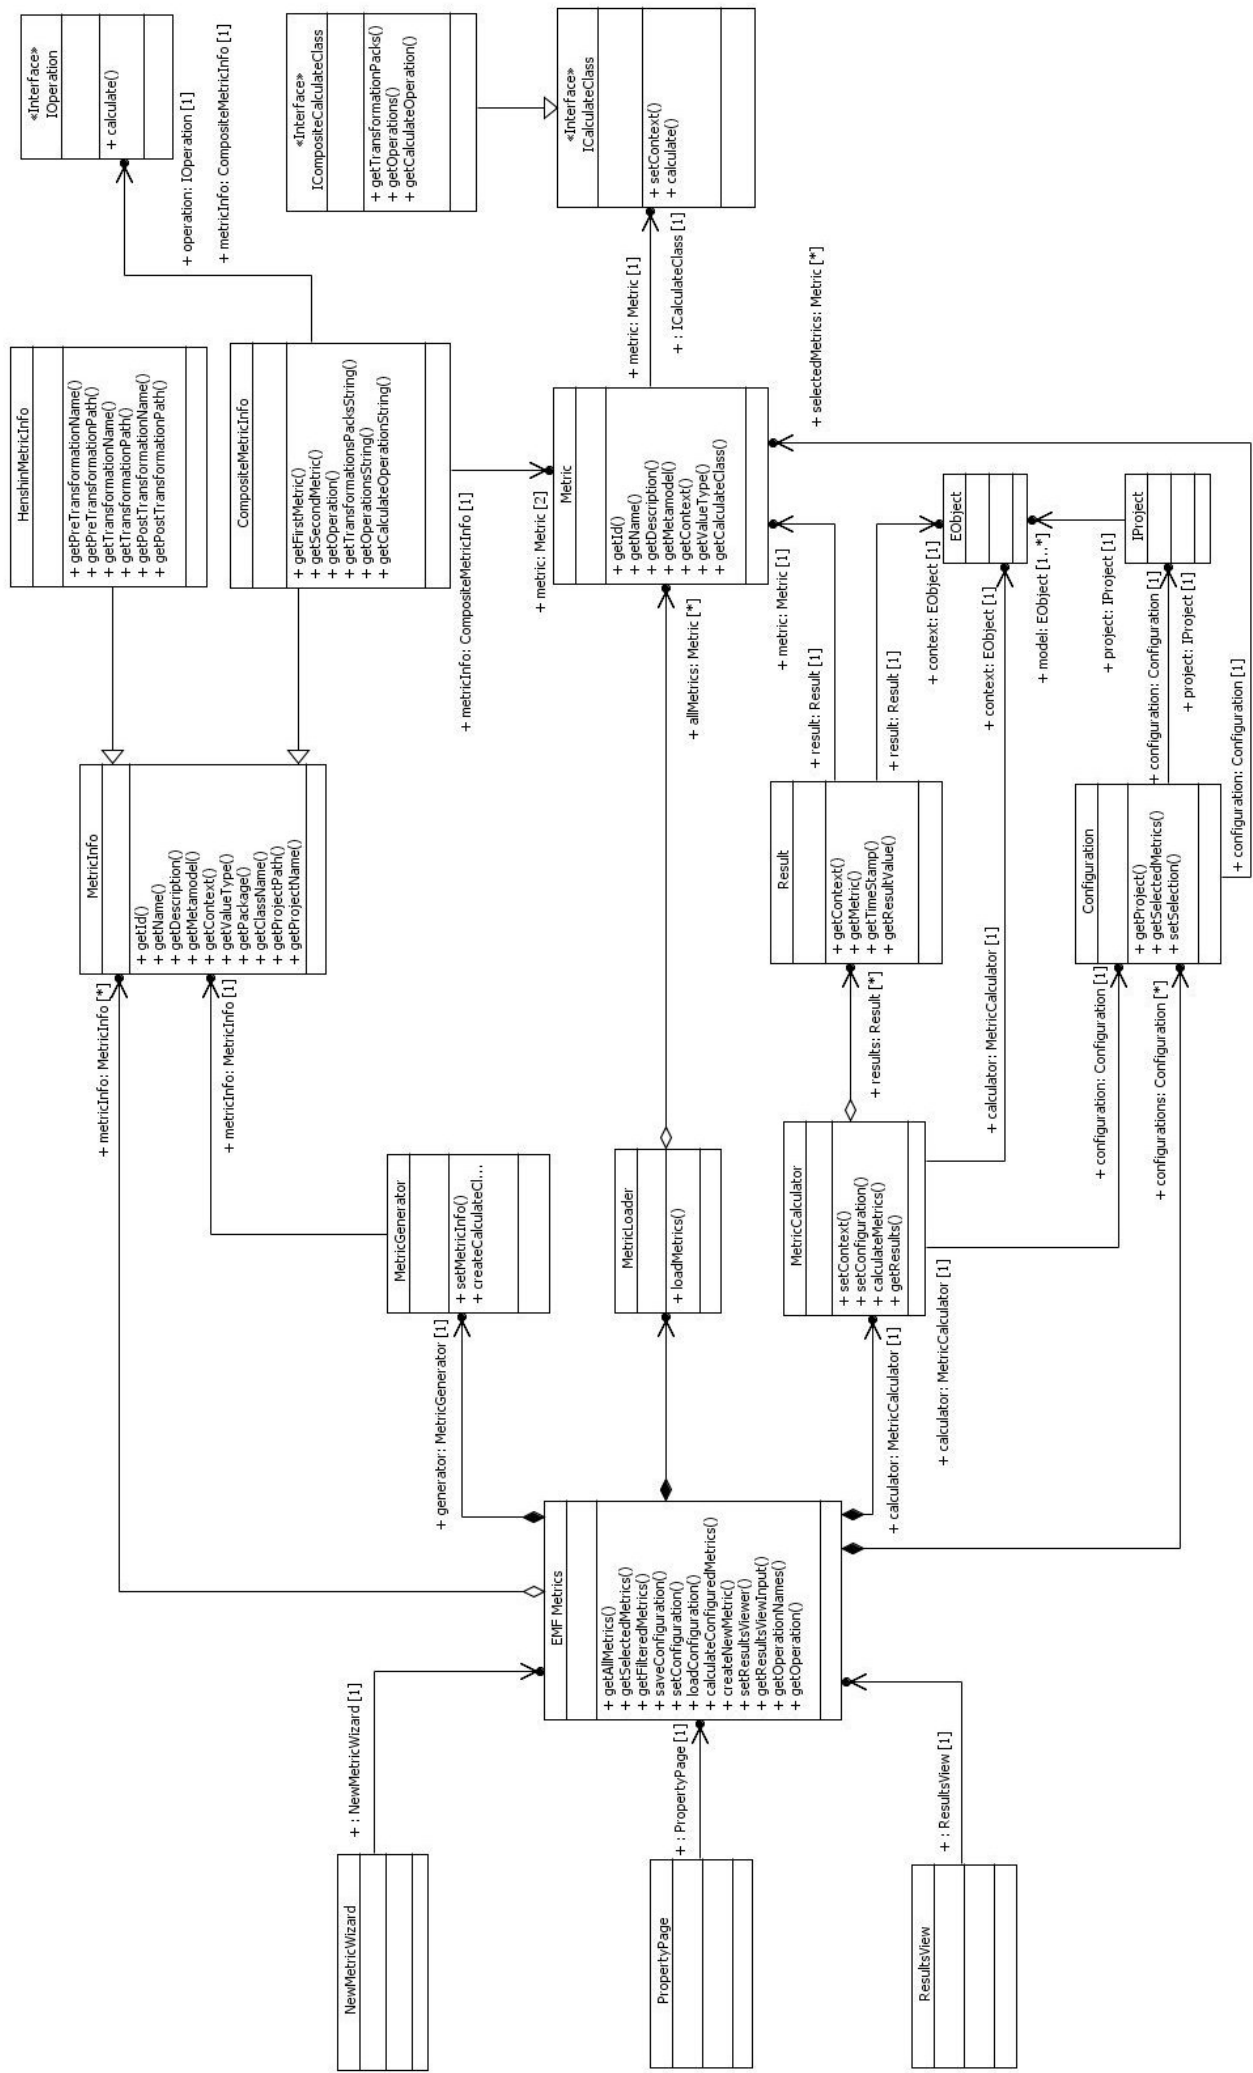 «Interface»
IOperation
+ calculate()
+ operation: IOperation [1]
+ metricInfo: CompositeMetricInfo [1]
«Interface»
ICompositeCalculateClass
+ getTransformationPacks()
+ getOperations()
+ getCalculateOperation()
«Interface»
ICalculateClass
+ setContext()
+ calculate()
HenshinMetricInfo
+ getPreTransformationName()
+ getPreTransformationPath()
+ getTransformationName()
+ getTransformationPath()
+ getPostTransformationName()
+ getPostTransformationPath()
CompositeMetricInfo
+ getFirstMetric()
+ getSecondMetric()
+ getOperation()
+ getTransformationsPacksString()
+ getOperationsString()
+ getCalculateOperationString()
+ metricInfo: CompositeMetricInfo [1]
+ metric: Metric [2]
Metric
+ getId()
+ getName()
+ getDescription()
+ getMetamodel()
+ getContext()
+ getValueType()
+ getCalculateClass()
+ metric: Metric [1]
+ : ICalculateClass [1]
+ selectedMetrics: Metric [*]
+ allMetrics: Metric [*]
+ metric: Metric [1]
+ result: Result [1]
+ result: Result [1]
+ context: EObject [1]
EObject
+ context: EObject [1]
+ model: EObject [1..*]
IProject
+ project: IProject [1]
+ configuration: Configuration [1]
+ project: IProject [1]
+ configuration: Configuration [1]
MetricInfo
+ getId()
+ getName()
+ getDescription()
+ getMetamodel()
+ getContext()
+ getValueType()
+ getPackage()
+ getClassName()
+ getProjectPath()
+ getProjectName()
+ metricInfo: MetricInfo [*]
+ metricInfo: MetricInfo [1]
Result
+ getContext()
+ getMetric()
+ getTimeStamp()
+ getResultValue()
+ results: Result [*]
Configuration
+ getProject()
+ getSelectedMetrics()
+ setSelection()
+ calculator: MetricCalculator [1]
+ configuration: Configuration [1]
+ configurations: Configuration [*]
MetricGenerator
+ setMetricInfo()
+ createCalculateCl...
+ generator: MetricGenerator [1]
MetricLoader
+ loadMetrics()
MetricCalculator
+ setContext()
+ setConfiguration()
+ calculateMetrics()
+ getResults()
+ calculator: MetricCalculator [1]
+ calculator: MetricCalculator [1]
EMF Metrics
+ getAllMetrics()
+ getSelectedMetrics()
+ getFilteredMetrics()
+ saveConfiguration()
+ setConfiguration()
+ loadConfiguration()
+ calculateConfiguredMetrics()
+ createNewMetric()
+ setResultsViewer()
+ getResultsViewInput()
+ getOperationNames()
+ getOperation()
+ : NewMetricWizard [1]
+ : PropertyPage [1]
+ : ResultsView [1]
NewMetricWizard
PropertyPage
ResultsView